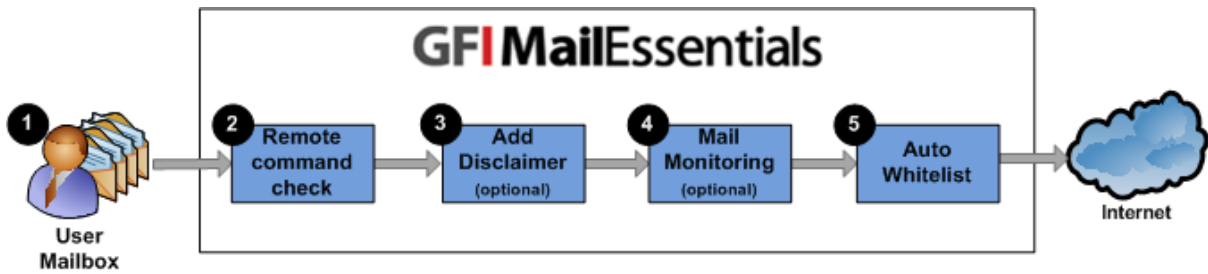 GFI MailEssentials
1
User
Mailbox
2
Remote
command
check
3
Add
Disclaimer
(optional)
4
Mail
Monitoring
(optional)
5
Auto
Whitelist
Internet